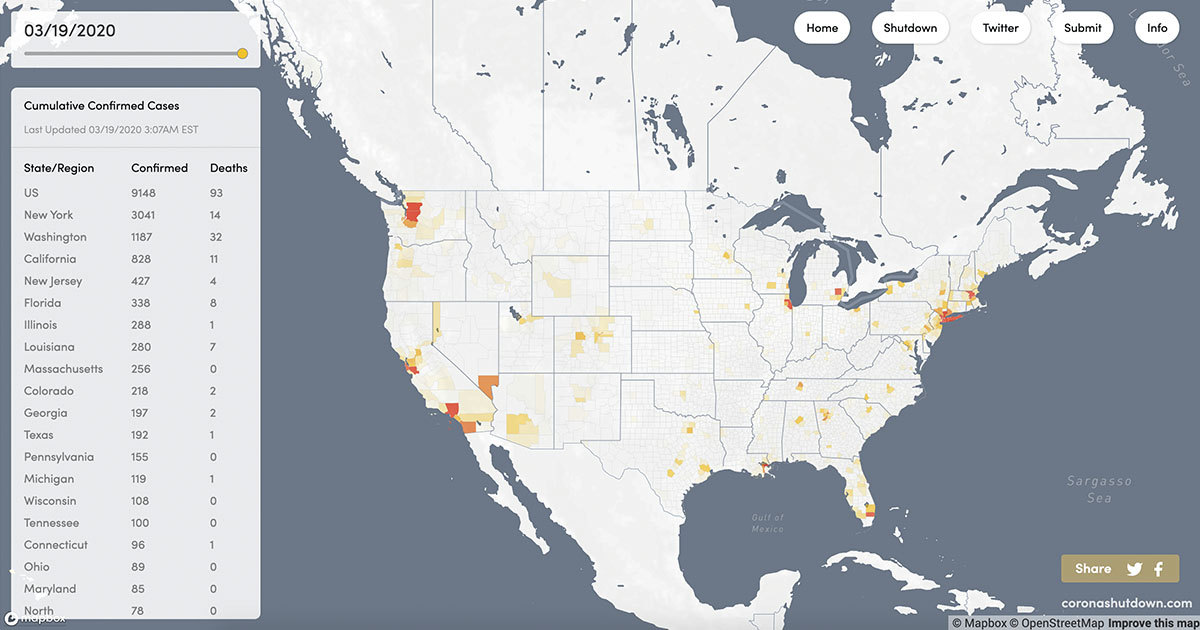 03/19/2020
Home
Shutdown
Twitter
Submit
Info
Cumulative Confirmed Cases
Last Updated 03/19/2020 3:07AM EST
State/Region Confirmed Deaths
US 9148 93
New York 3041 14
Washington 1187 32
California 828 11
New Jersey 427 4
Florida 338 8
Illinois 288 1
Louisiana 280 7
Massachusetts 256 0
Colorado 218 2
Georgia 197 2
Texas 192 1
Pennsylvania 155 0
Michigan 119 1
Wisconsin 108 0
Tennessee 100 0
Connecticut 96 1
Ohio 89 0
Maryland 85 0
North 78 0
mapbox
Gulf of
Mexico
Sargasso
Sea
Sea
Share
coronashutdown.com
© Mapbox © OpenStreetMap Improve this map